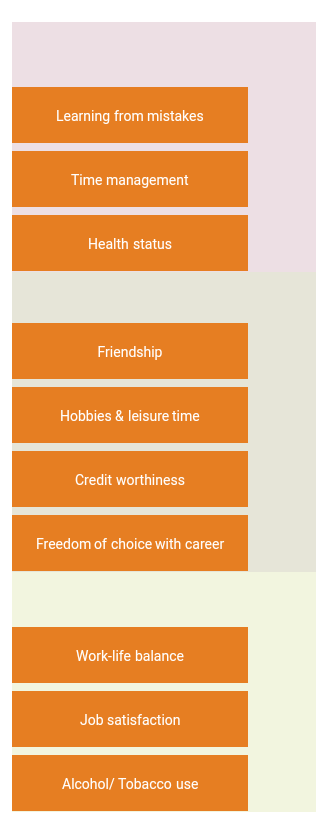 Learning from mistakes
Time management
Health status
Friendship
Hobbies & leisure time
Credit worthiness
Freedom of choice with career
Work-life balance
Job satisfaction
Alcohol/ Tobacco use